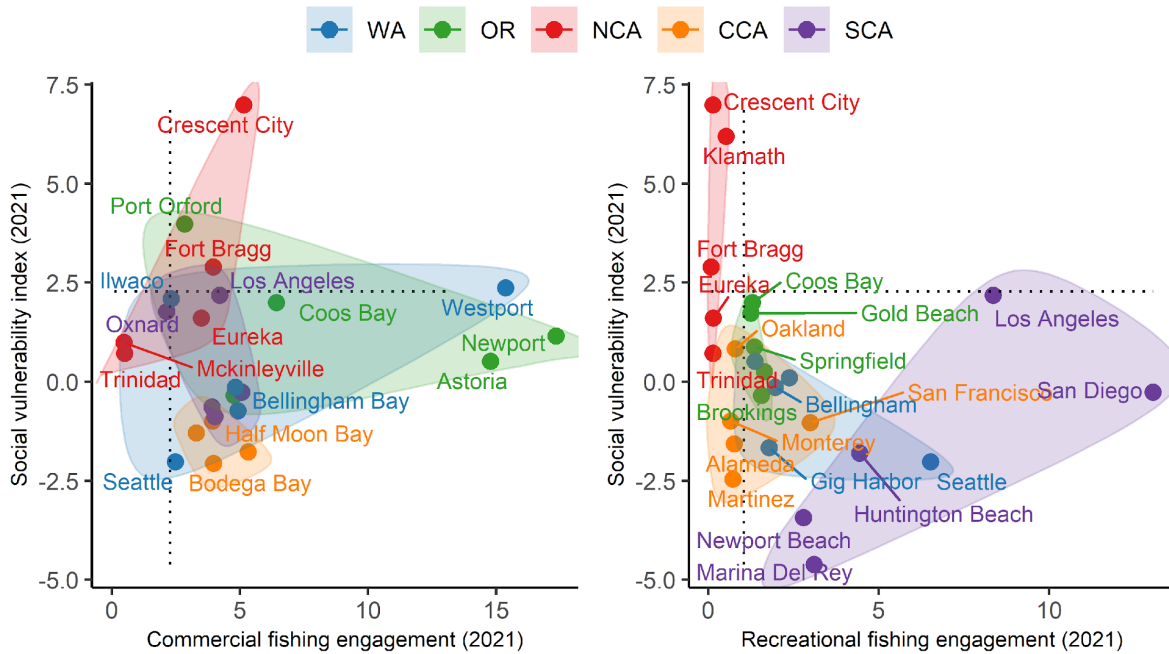 WA OR NCA CCA SCA
Social vulnerability index (2021)
7.5
5.0
2.5
0.0
-2.5
-5.0
Crescent City
Port Orford
Fort Bragg
Ilwaco
Los Angeles
Westport
Oxnard
Coos Bay
Eureka
Newport
Mckinleyville
Trinidad
Astoria
Bellingham Bay
Half Moon Bay
Seattle
Bodega Bay
0 5 10 15
Commercial fishing engagement (2021)
Social vulnerability index (2021)
7.5
5.0
2.5
0.0
-2.5
-5.0
Crescent City
Klamath
Fort Bragg
Eureka
Coos Bay
Gold Beach
Los Angeles
Oakland
Springfield
Trinidad
San Francisco
San Diego
Brookings
Bellingham
Monterey
Alameda
Gig Harbor
Seattle
Martinez
Huntington Beach
Newport Beach
Marina Del Rey
0 5 10
Recreational fishing engagement (2021)